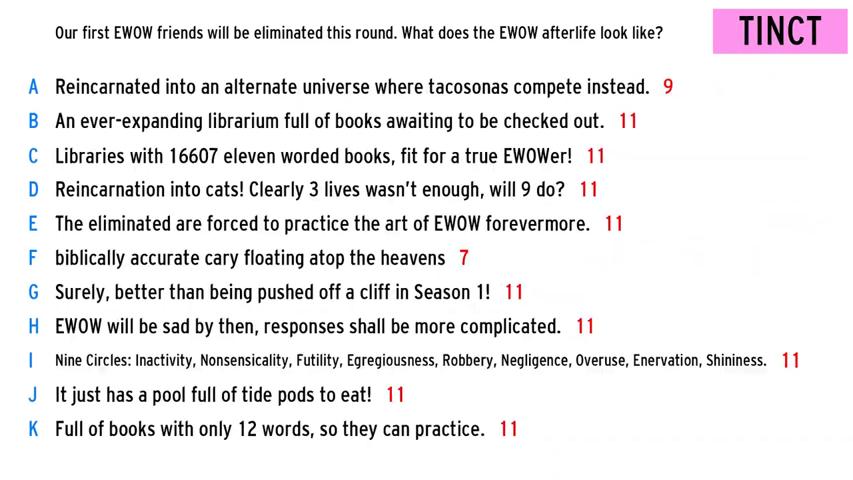 Our first EWOW friends will be eliminated this round. What does the EWOW afterlife look like?
TINCT
A Reincarnated into an alternate universe where tacosonas compete instead. 9
B An ever-expanding librarium full of books awaiting to be checked out. 11
C Libraries with 16607 eleven worded books, fit for a true EWOWer! 11
D Reincarnation into cats! Clearly 3 lives wasn't enough, will 9 do? 11
E The eliminated are forced to practice the art of EWOW forevermore. 11
F biblically accurate cary floating atop the heavens 7
G Surely, better than being pushed off a cliff in Season 1! 11
H EWOW will be sad by then, responses shall be more complicated. 11
I Nine Circles: Inactivity, Nonsensicality, Futility, Egregiousness, Robbery, Negligence, Overuse, Enervation, Shininess. 11
J It just has a pool full of tide pods to eat! 11
K Full of books with only 12 words, so they can practice. 11